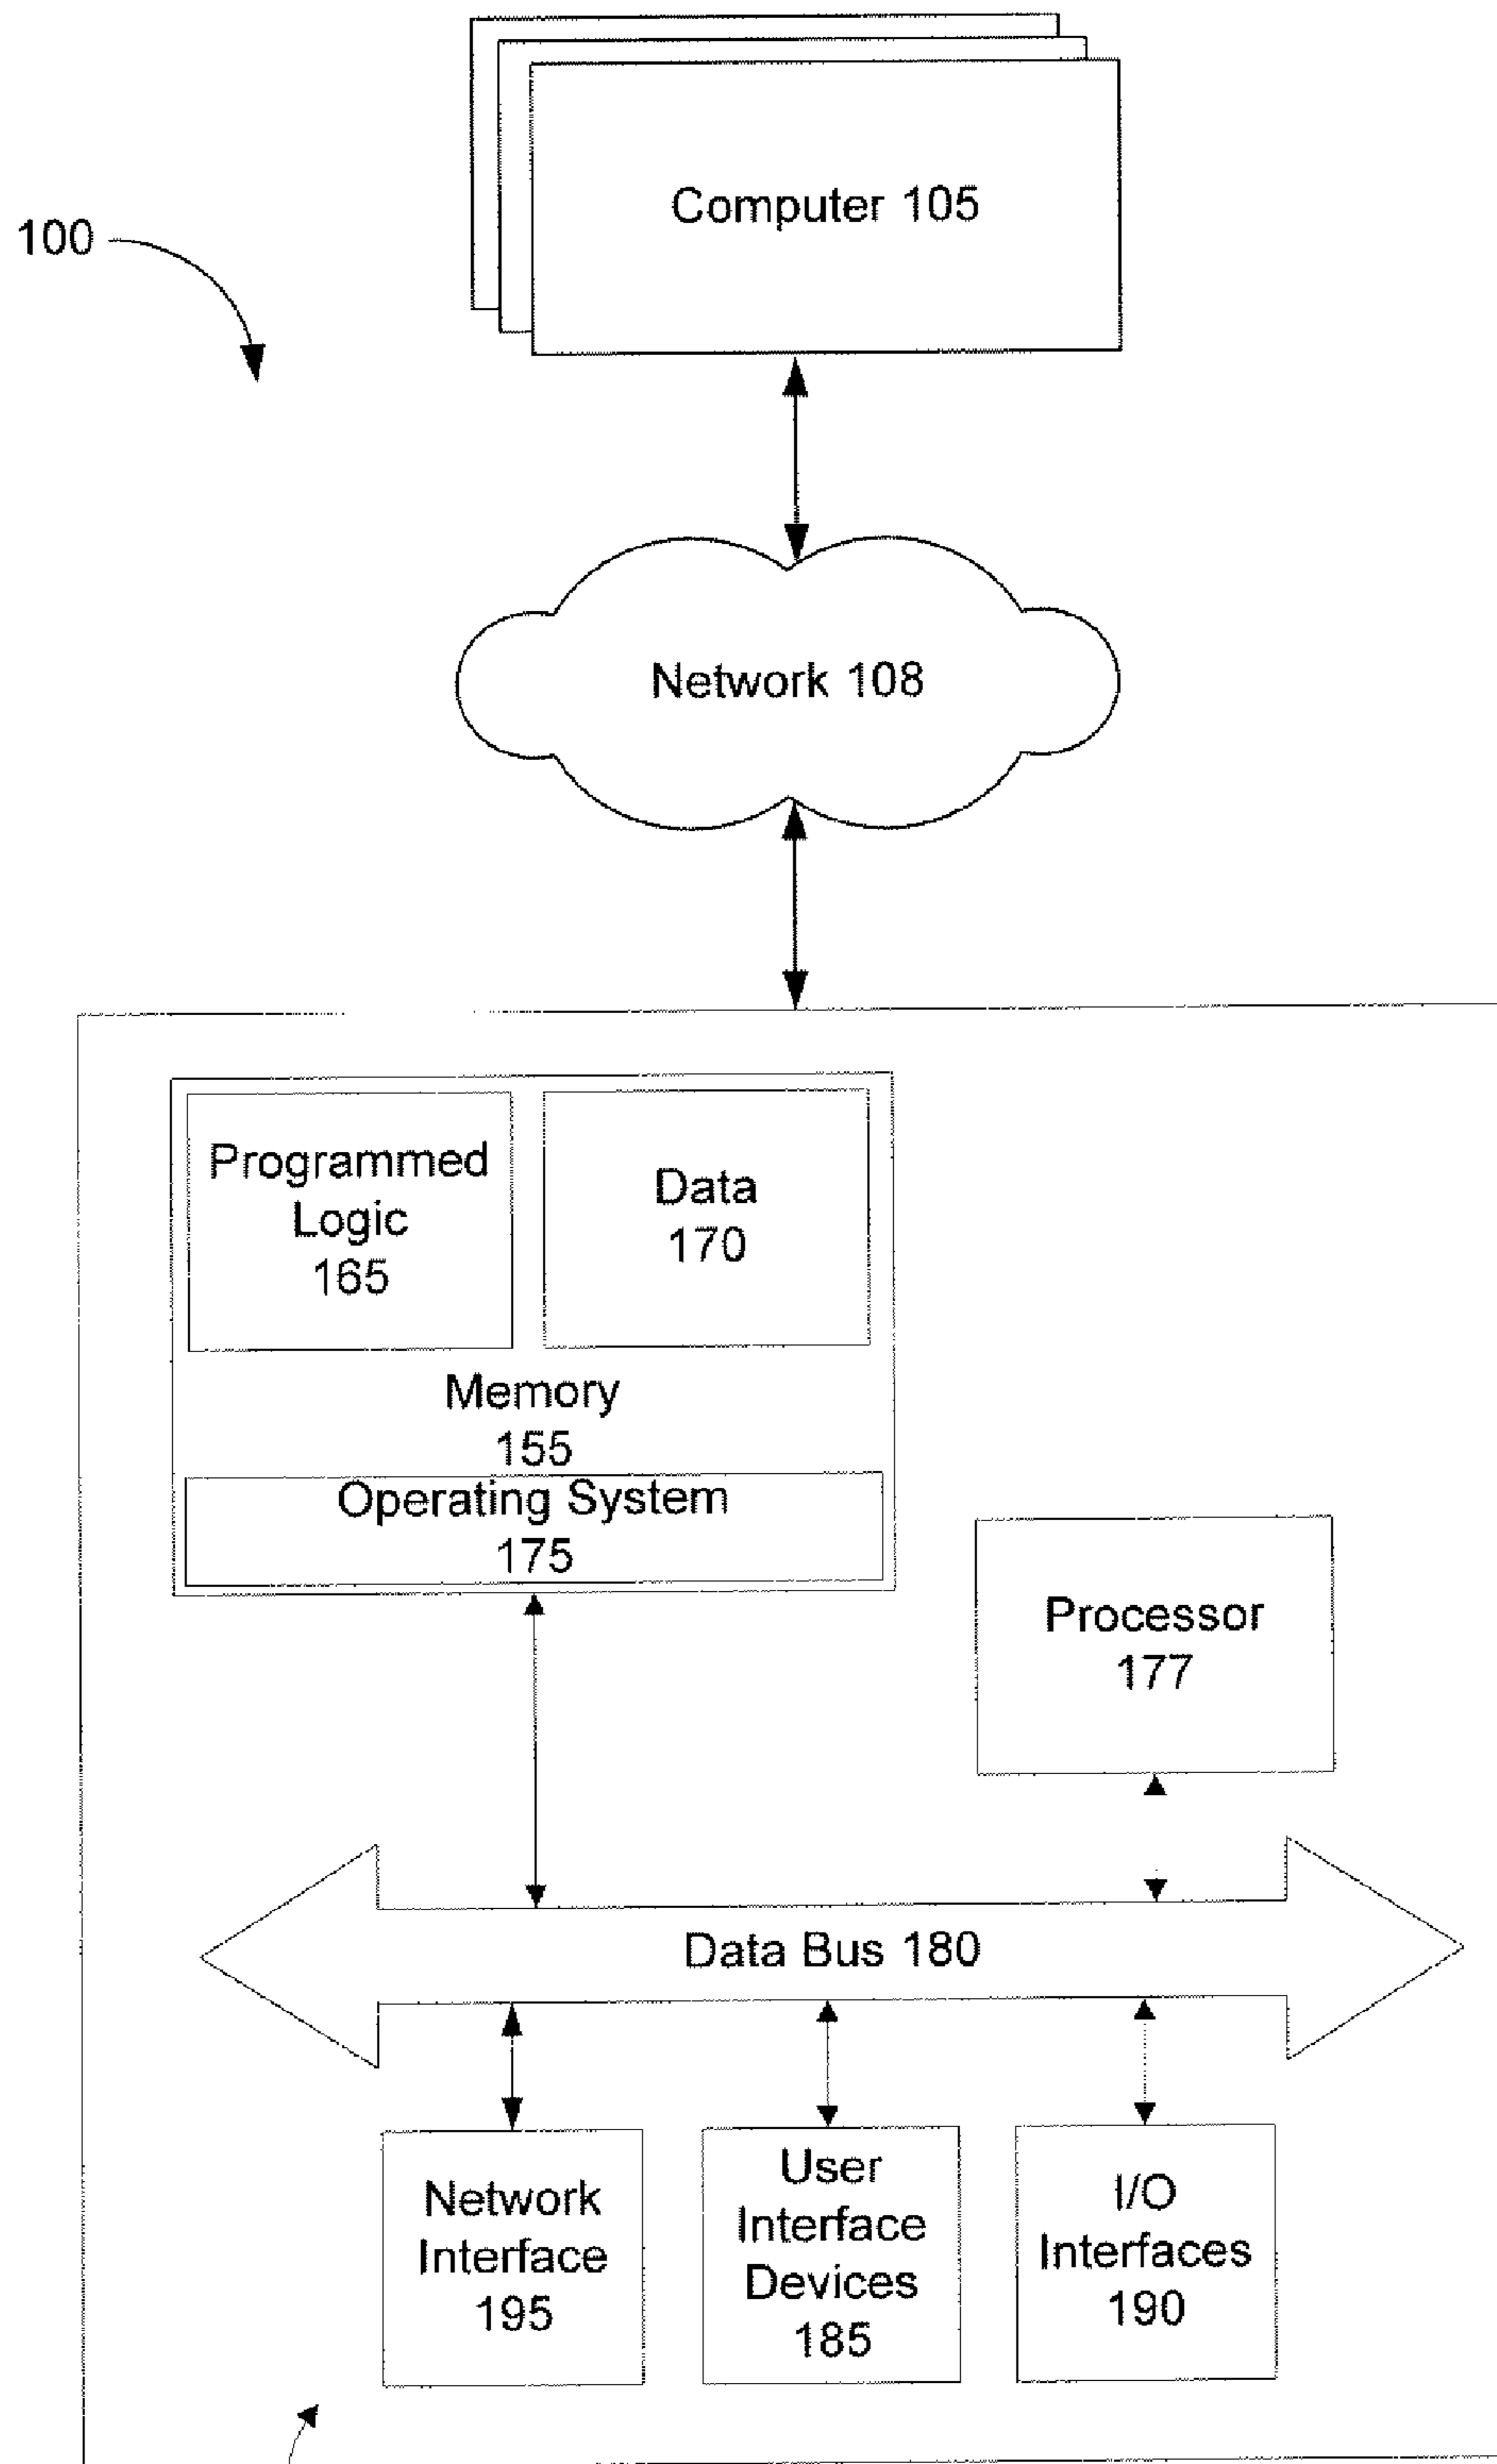 Computer 105
100
Network 108
Programmed
Logic
165
Data
170
Memory
155
Operating System
175
Processor
177
Data Bus 180
Network
Interface
195
User
Interface
Devices
185
I/O
Interfaces
190